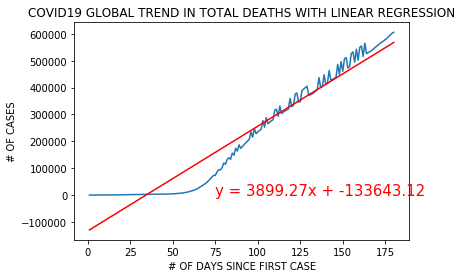 COVID19 GLOBAL TREND IN TOTAL DEATHS WITH LINEAR REGRESSION
# OF CASES
600000
500000
400000
300000
200000
100000
0
−100000
y = 3899.27x + -133643.12
0 25 50 75 100 125 150 175
# OF DAYS SINCE FIRST CASE